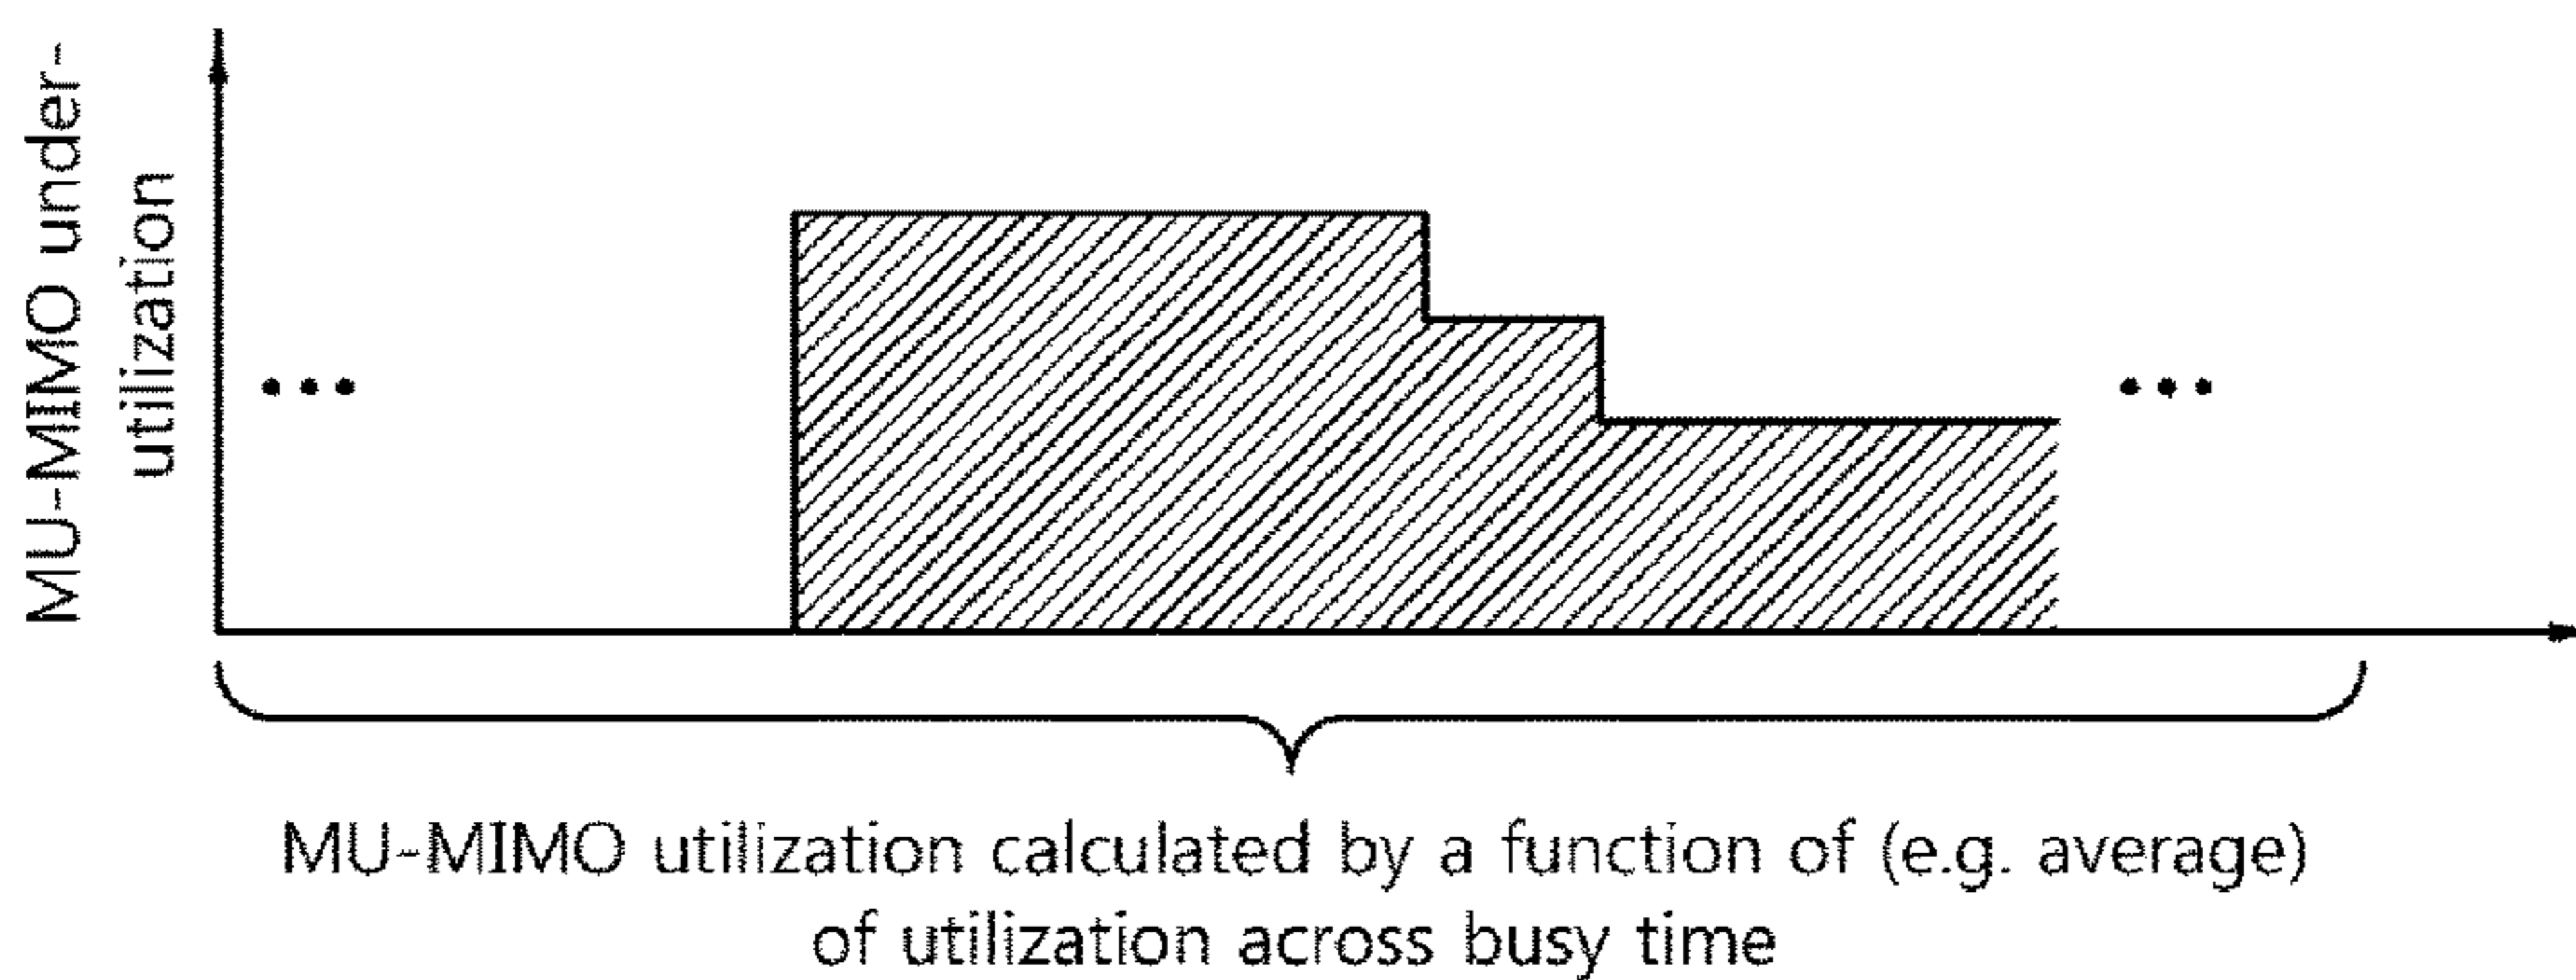 MU-MIMO under-
utilization
MU-MIMO utilization calculated by a function of (e.g. average)
of utilization across busy time